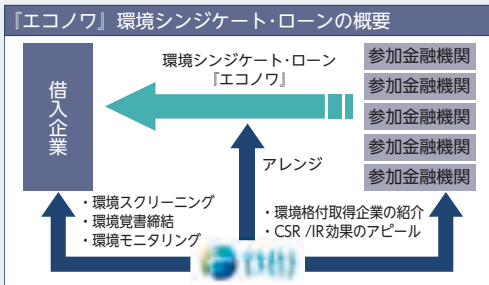 『エコノワ』環境シンジケート・ローンの概要
借入企業
環境シンジケート・ローン
『エコノワ』
参加金融機関
参加金融機関
参加金融機関
参加金融機関
参加金融機関
アレンジ
・環境スクリーニング
・環境覚書締結
・環境モニタリング
・環境格付取得企業の紹介
・CSR /IR効果のアピール